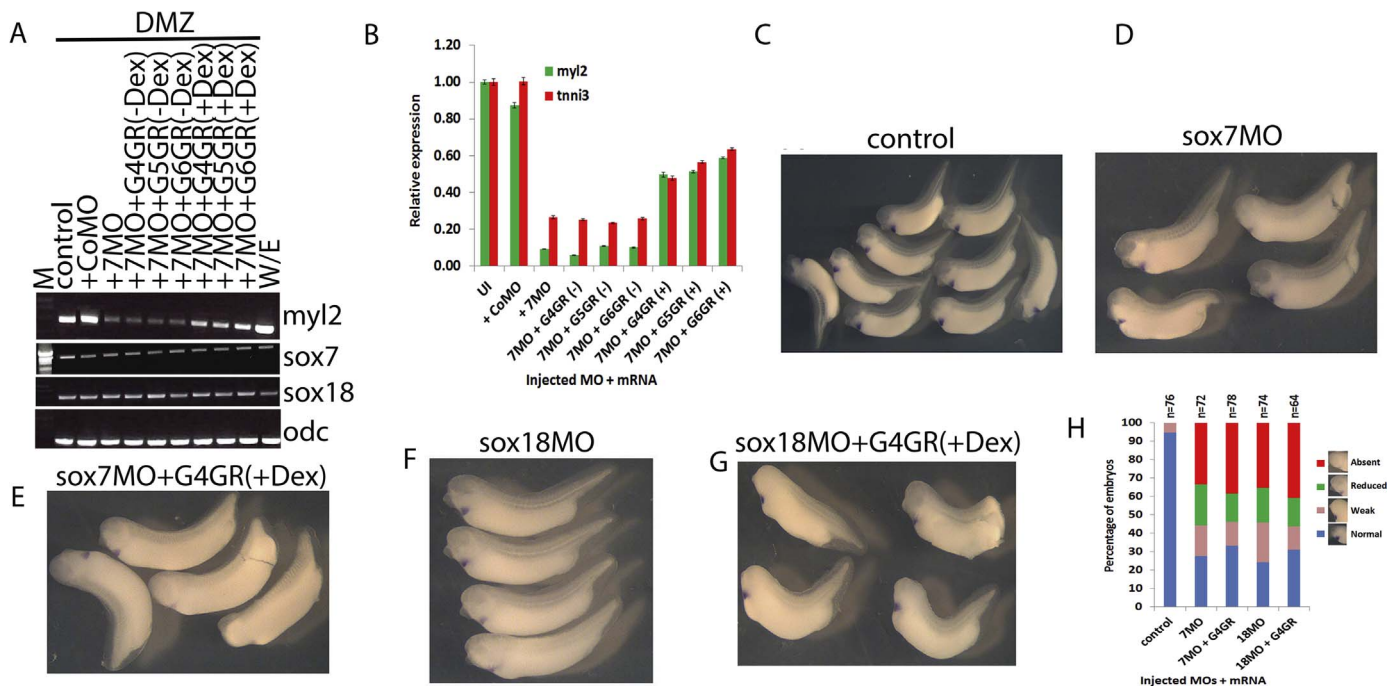 A
DMZ
M
control
+CoMO
+7MO
+7MO+G4GR(-Dex)
+7MO+G5GR(-Dex)
+7MO+G6GR(-Dex)
+7MO+G4GR(+Dex)
+7MO+G5GR(+Dex)
+7MO+G6GR(+Dex)
W/E
myl2
sox7
sox18
odc
B
1.20
1.00
0.80
0.60
0.40
0.20
0.00
Relative expression
myl2
tnni3
UI
+ CoMO
+ 7MO
7MO + G4GR (-)
7MO + G5GR (-)
7MO + G6GR (-)
7MO + G4GR (+)
7MO + G5GR (+)
7MO + G6GR (+)
Injected MO + mRNA
C
control
D
sox7MO
E
sox7MO+G4GR(+Dex)
F
sox18MO
G
sox18MO+G4GR(+Dex)
H
n=76
n=72
n=78
n=74
n=64
100
90
80
70
60
50
40
30
20
10
0
Percentage of embryos
Absent
Reduced
Weak
Normal
control
7MO
7MO + G4GR
18MO
18MO + G4GR
Injected MOs + mRNA